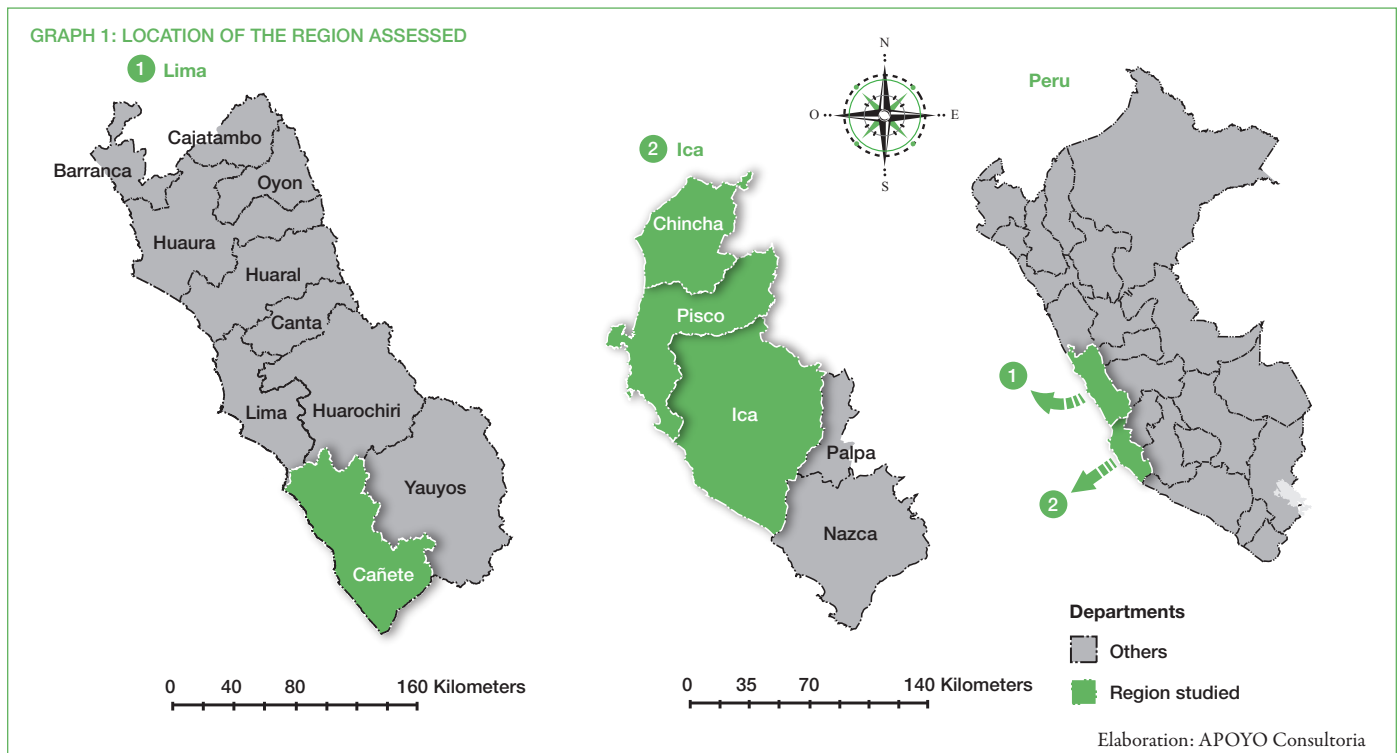 GRAPH 1: LOCATION OF THE REGION ASSESSED
1 Lima
Cajatambo
Barranca
Oyon
Huaura
Huaral
Canta
Lima
Huarochiri
Yauyos
Cañete
0 40 80 160 Kilometers
2 Ica
Chincha
Pisco
Ica
Palpa
Nazca
0 35 70 140 Kilometers
N
O E
S
Peru
1
2
Departments
Others
Region studied
Elaboration: APOYO Consultoria